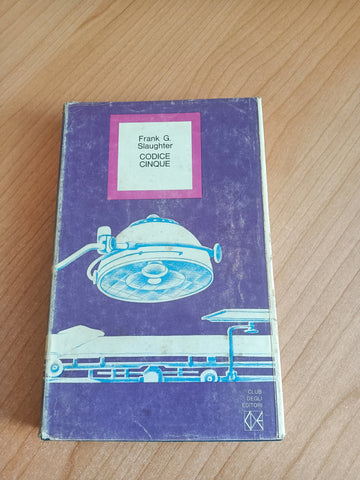 Frank G.
Slaughter
CODICE
CINQUE
CLUB
DEGLI
EDITORI